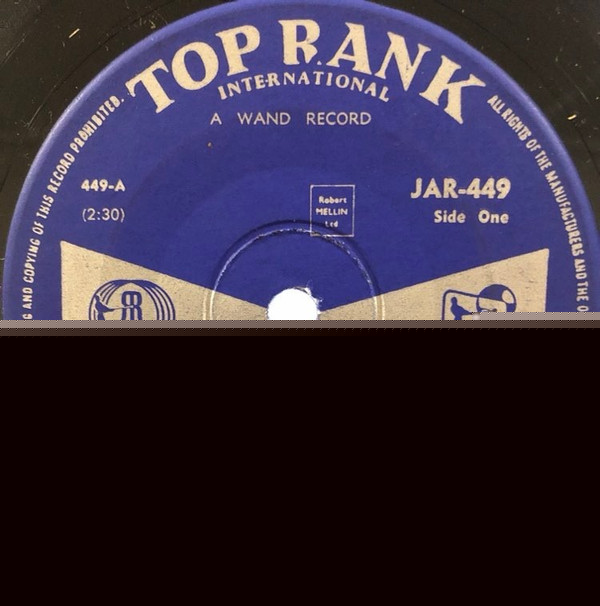 TOP RANK
INTERNATIONAL
A WAND RECORD
449-A
(2:30)
Robert
MELLIN
Ltd
JAR-449
Side One
G AND COPYING OF THIS RECORD PROHIBITED.
ALL RIGHTS OF THE MANUFACTURERS AND THE O